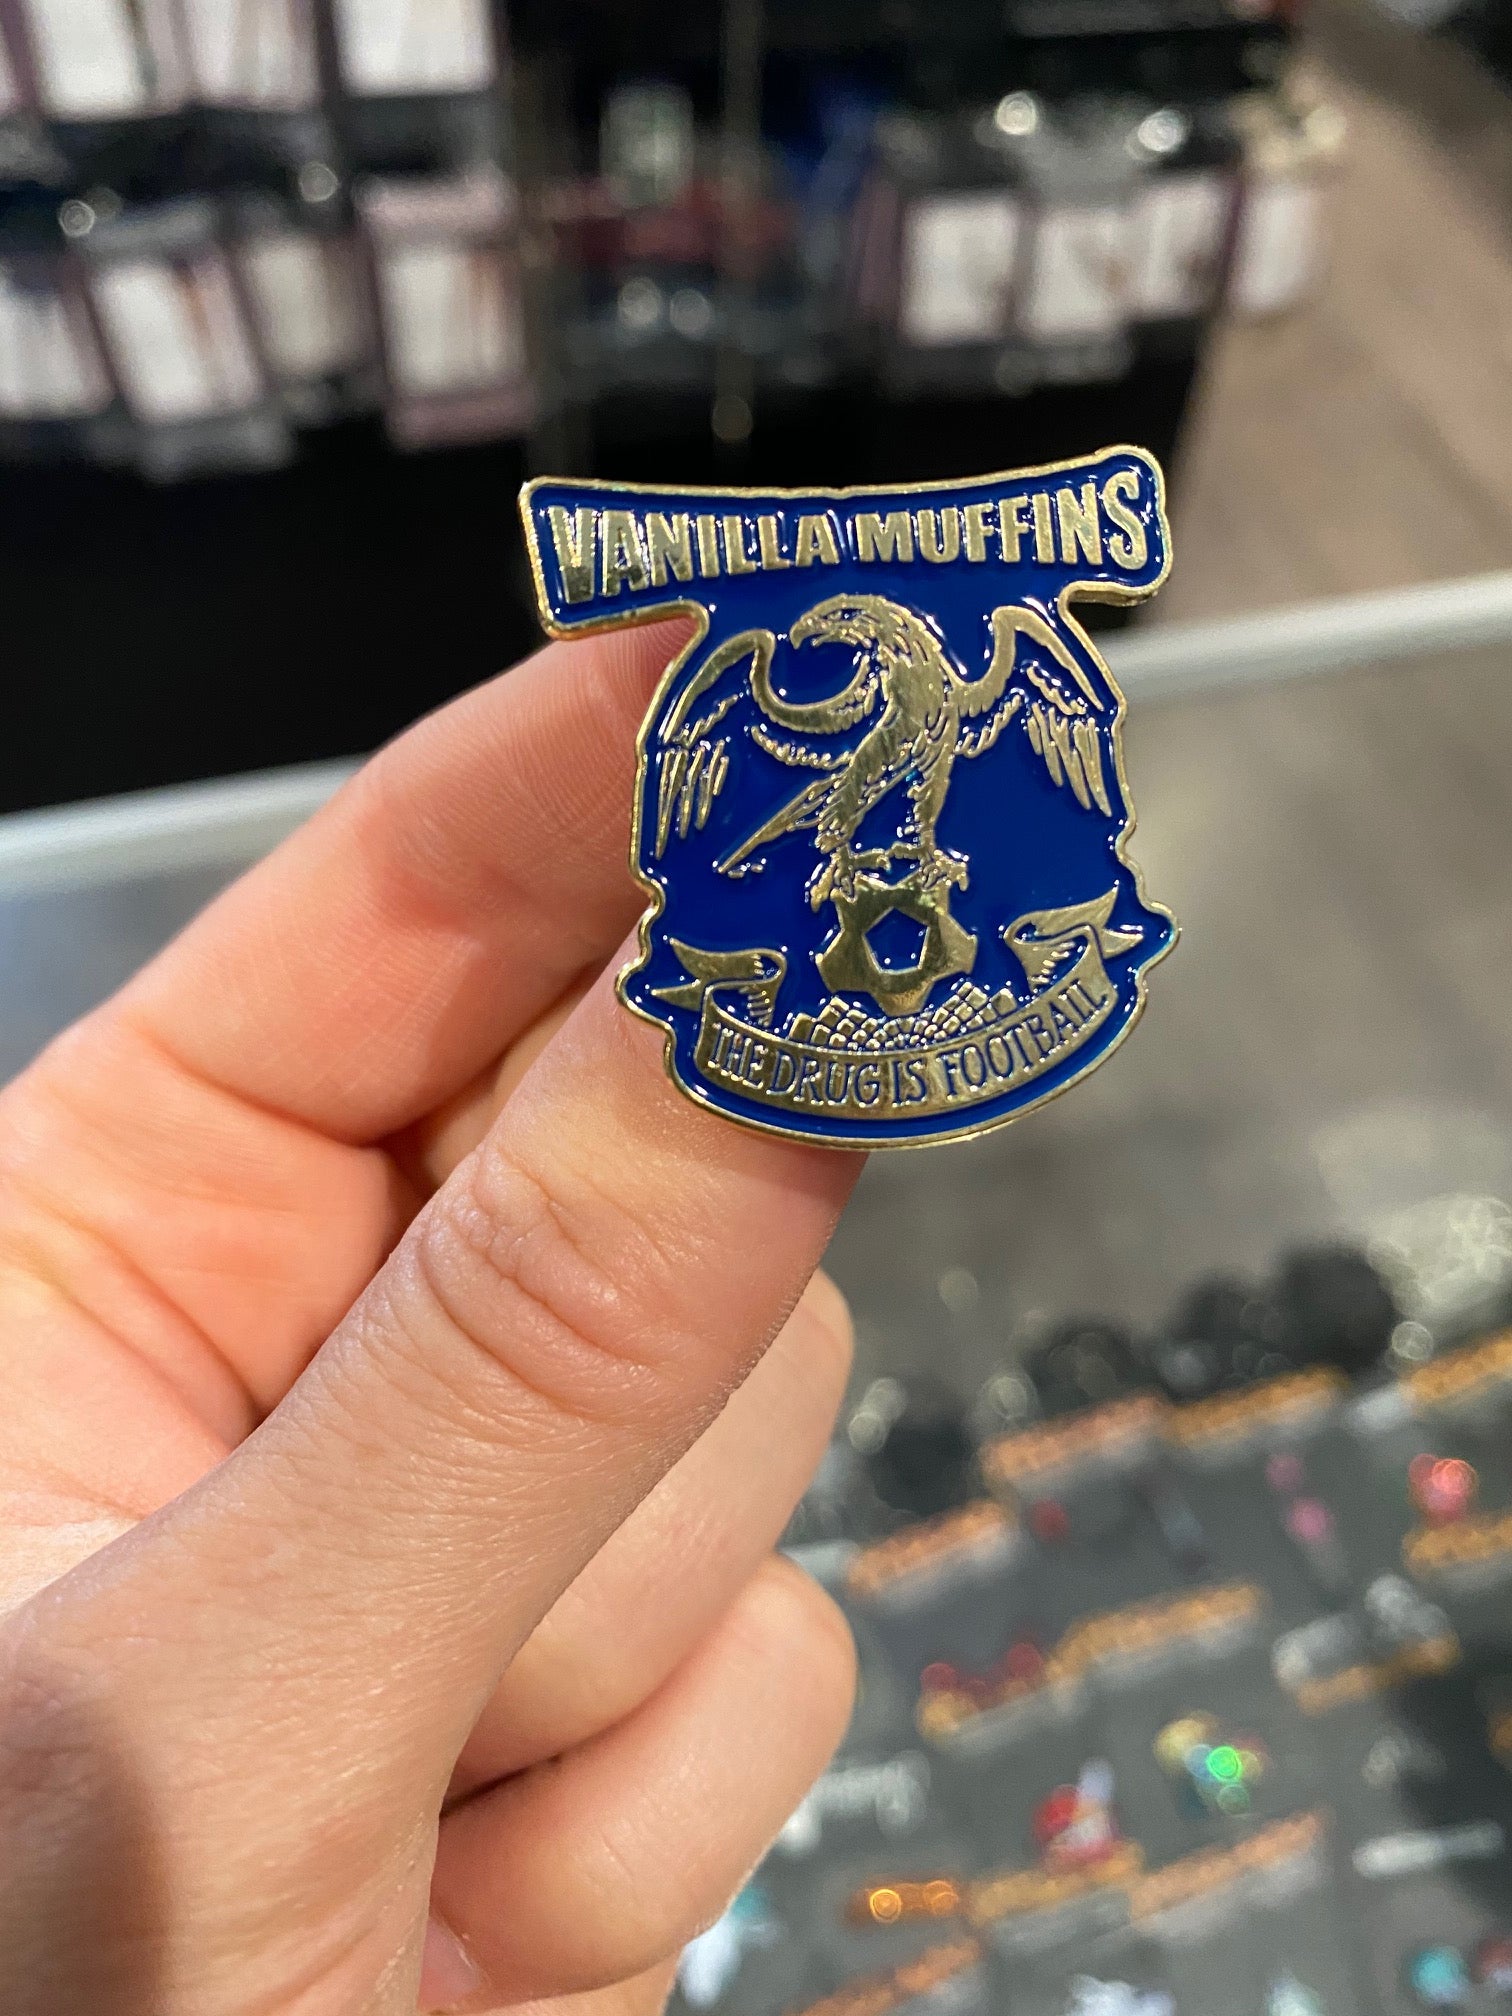 VANILLA MUFFINS
THE DRUG IS FOOTBALL